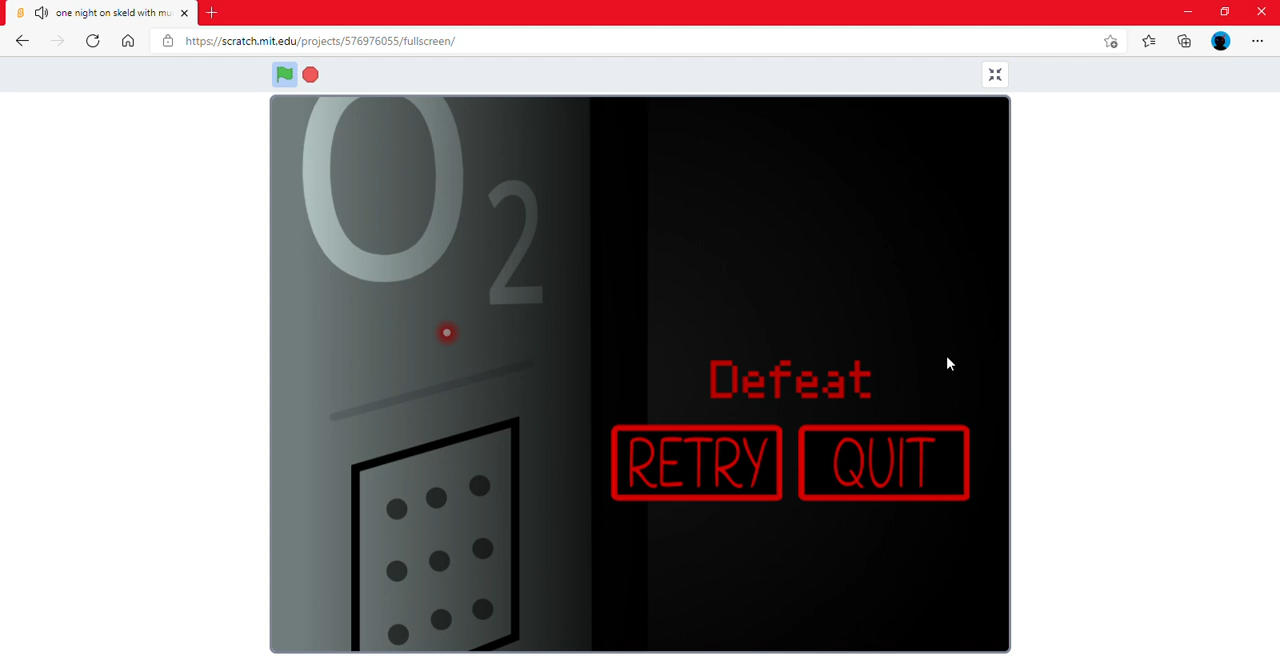 one night on skeld with mu
https://scratch.mit.edu/projects/576976055/fullscreen/
O2
Defeat
RETRY QUIT